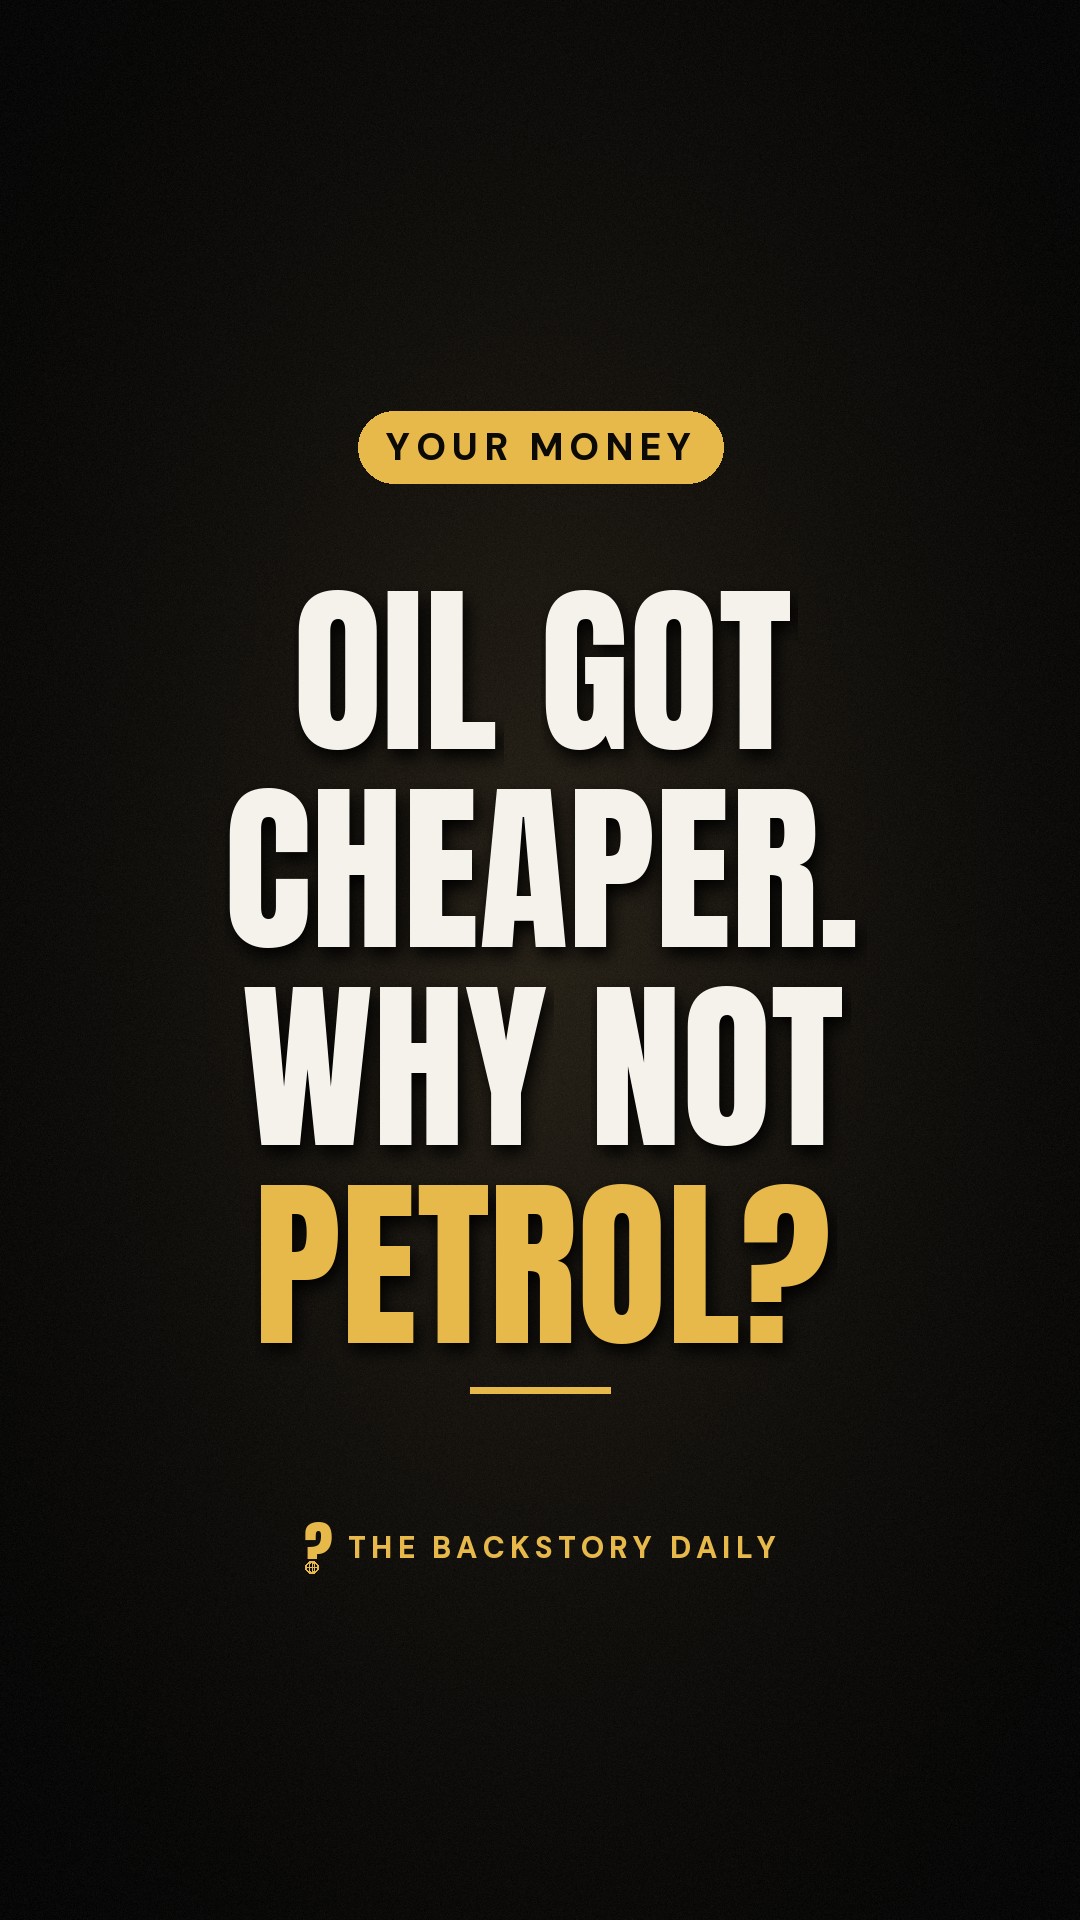 YOUR MONEY
OIL GOT
CHEAPER.
WHY NOT
PETROL?
THE BACKSTORY DAILY